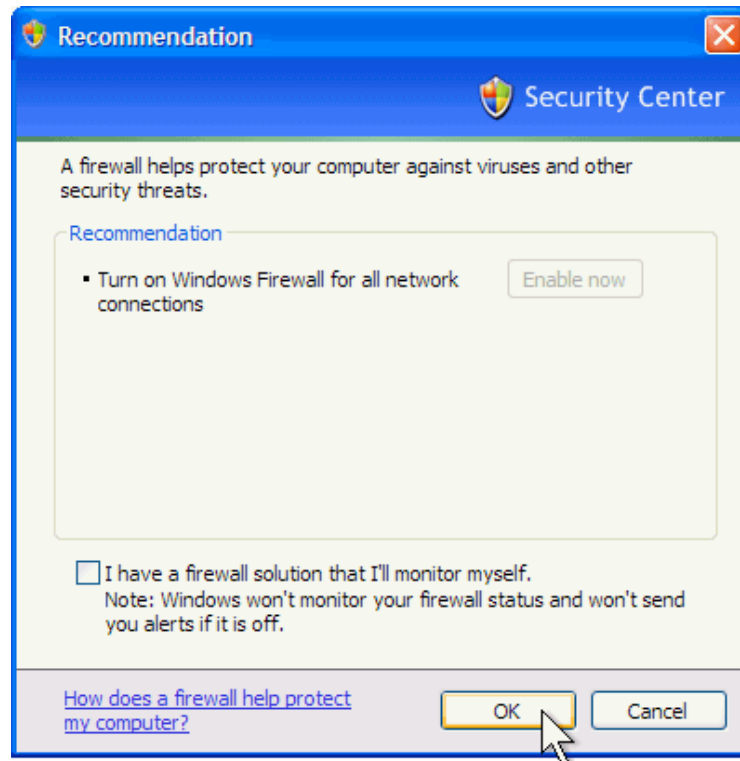 Recommendation
Security Center
A firewall helps protect your computer against viruses and other
security threats.
Recommendation
▪ Turn on Windows Firewall for all network
connections
Enable now
I have a firewall solution that I'll monitor myself.
Note: Windows won't monitor your firewall status and won't send
you alerts if it is off.
How does a firewall help protect
my computer?
OK
Cancel